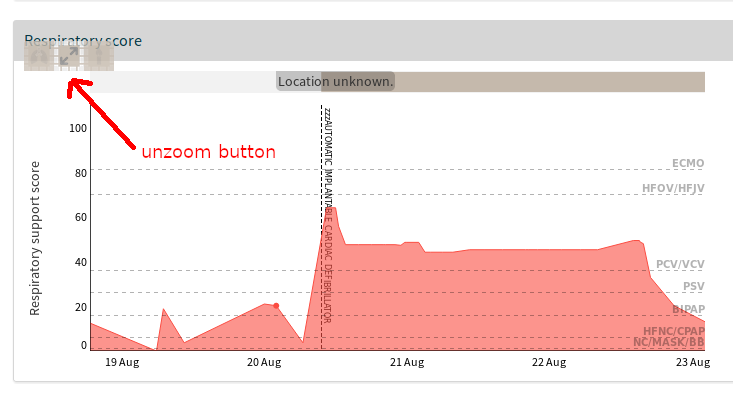 Respiratory score
Location unknown.
unzoom button
Respiratory support score
100
80
60
40
20
0
zzzAUTOMATIC IMPLANTABLE CARDIAC DEFIBRILLATOR
ECMO
HFOV/HFJV
PCV/VCV
PSV
BIPAP
HFNC/CPAP
NC/MASK/BB
19 Aug
20 Aug
21 Aug
22 Aug
23 Aug